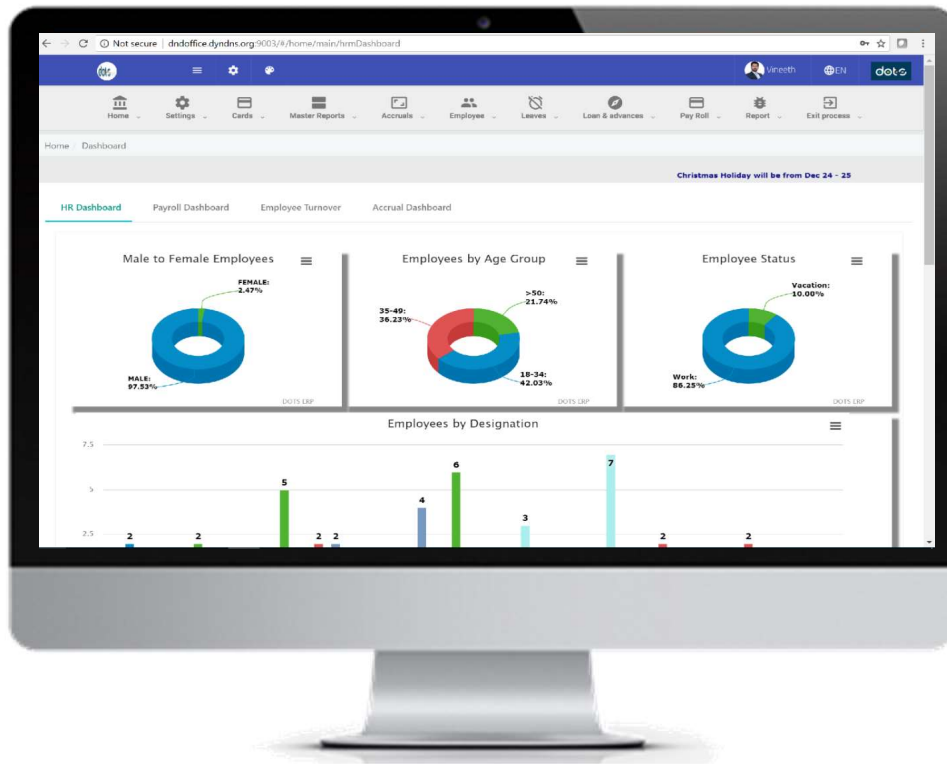 Not secure | dndoffice.dyndns.org:9003/#/home/main/hrmDashboard
dots
Vineeth
EN
dots
Home
Settings
Cards
Master Reports
Accruals
Employee
Leaves
Loan & advances
Pay Roll
Report
Exit process
Home / Dashboard
Christmas Holiday will be from Dec 24 - 25
HR Dashboard
Payroll Dashboard
Employee Turnover
Accrual Dashboard
Male to Female Employees
FEMALE:
2.47%
MALE:
97.53%
DOTS ERP
Employees by Age Group
>50:
21.74%
35-49:
36.23%
18-34:
42.03%
DOTS ERP
Employee Status
Vacation:
10.00%
Work:
86.25%
DOTS ERP
Employees by Designation
7.5
5
2.5
2
2
5
2
2
4
6
3
7
2
2